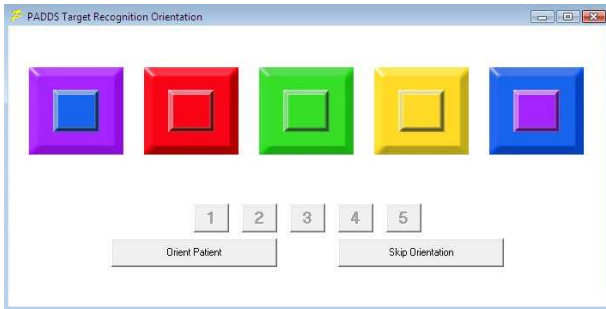 PADDS Target Recognition Orientation
1 2 3 4 5
Orient Patient Skip Orientation